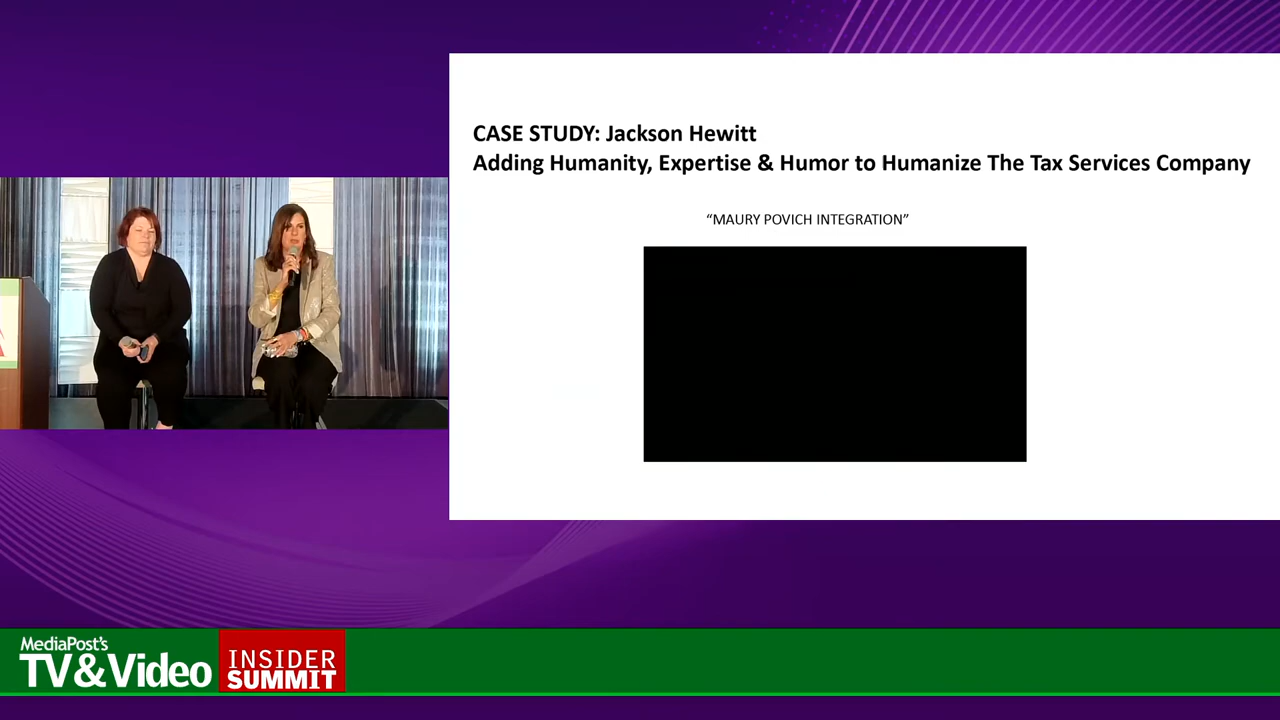 CASE STUDY: Jackson Hewitt
Adding Humanity, Expertise & Humor to Humanize The Tax Services Company
“MAURY POVICH INTEGRATION”
MediaPost's
TV&Video
INSIDER
SUMMIT